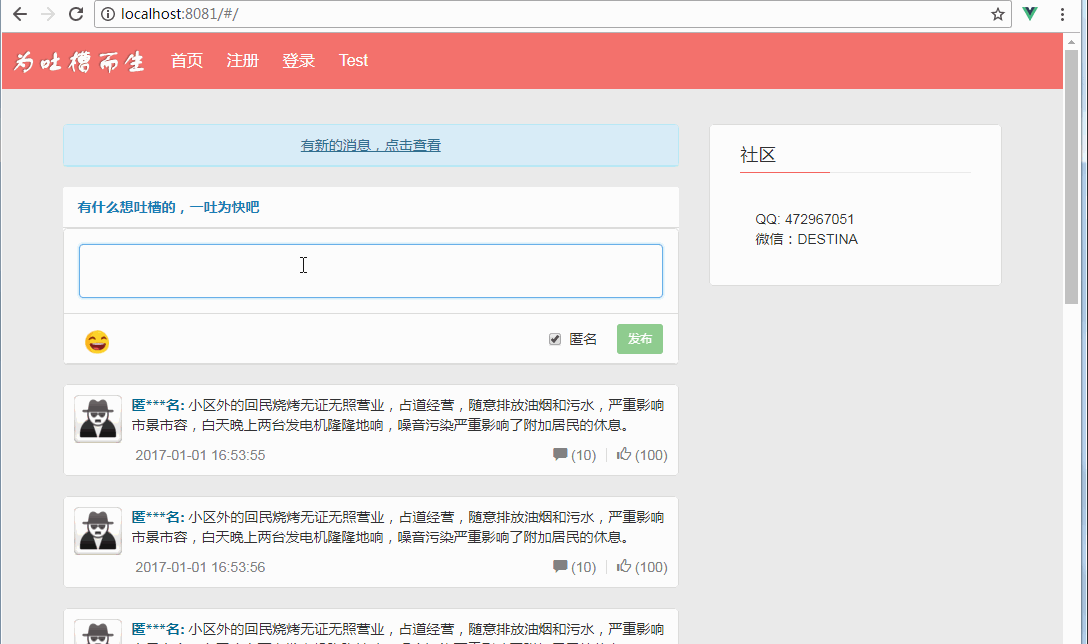 localhost:8081/#/
为吐槽而生 首页 注册 登录 Test
有新的消息，点击查看
有什么想吐槽的，一吐为快吧
匿名 发布
匿***名: 小区外的回民烧烤无证无照营业，占道经营，随意排放油烟和污水，严重影响
市景市容，白天晚上两台发电机隆隆地响，噪音污染严重影响了附加居民的休息。
2017-01-01 16:53:55 (10) (100)
匿***名: 小区外的回民烧烤无证无照营业，占道经营，随意排放油烟和污水，严重影响
市景市容，白天晚上两台发电机隆隆地响，噪音污染严重影响了附加居民的休息。
2017-01-01 16:53:56 (10) (100)
匿***名: 小区外的回民烧烤无证无照营业，占道经营，随意排放油烟和污水，严重影响
社区
QQ: 472967051
微信：DESTINA